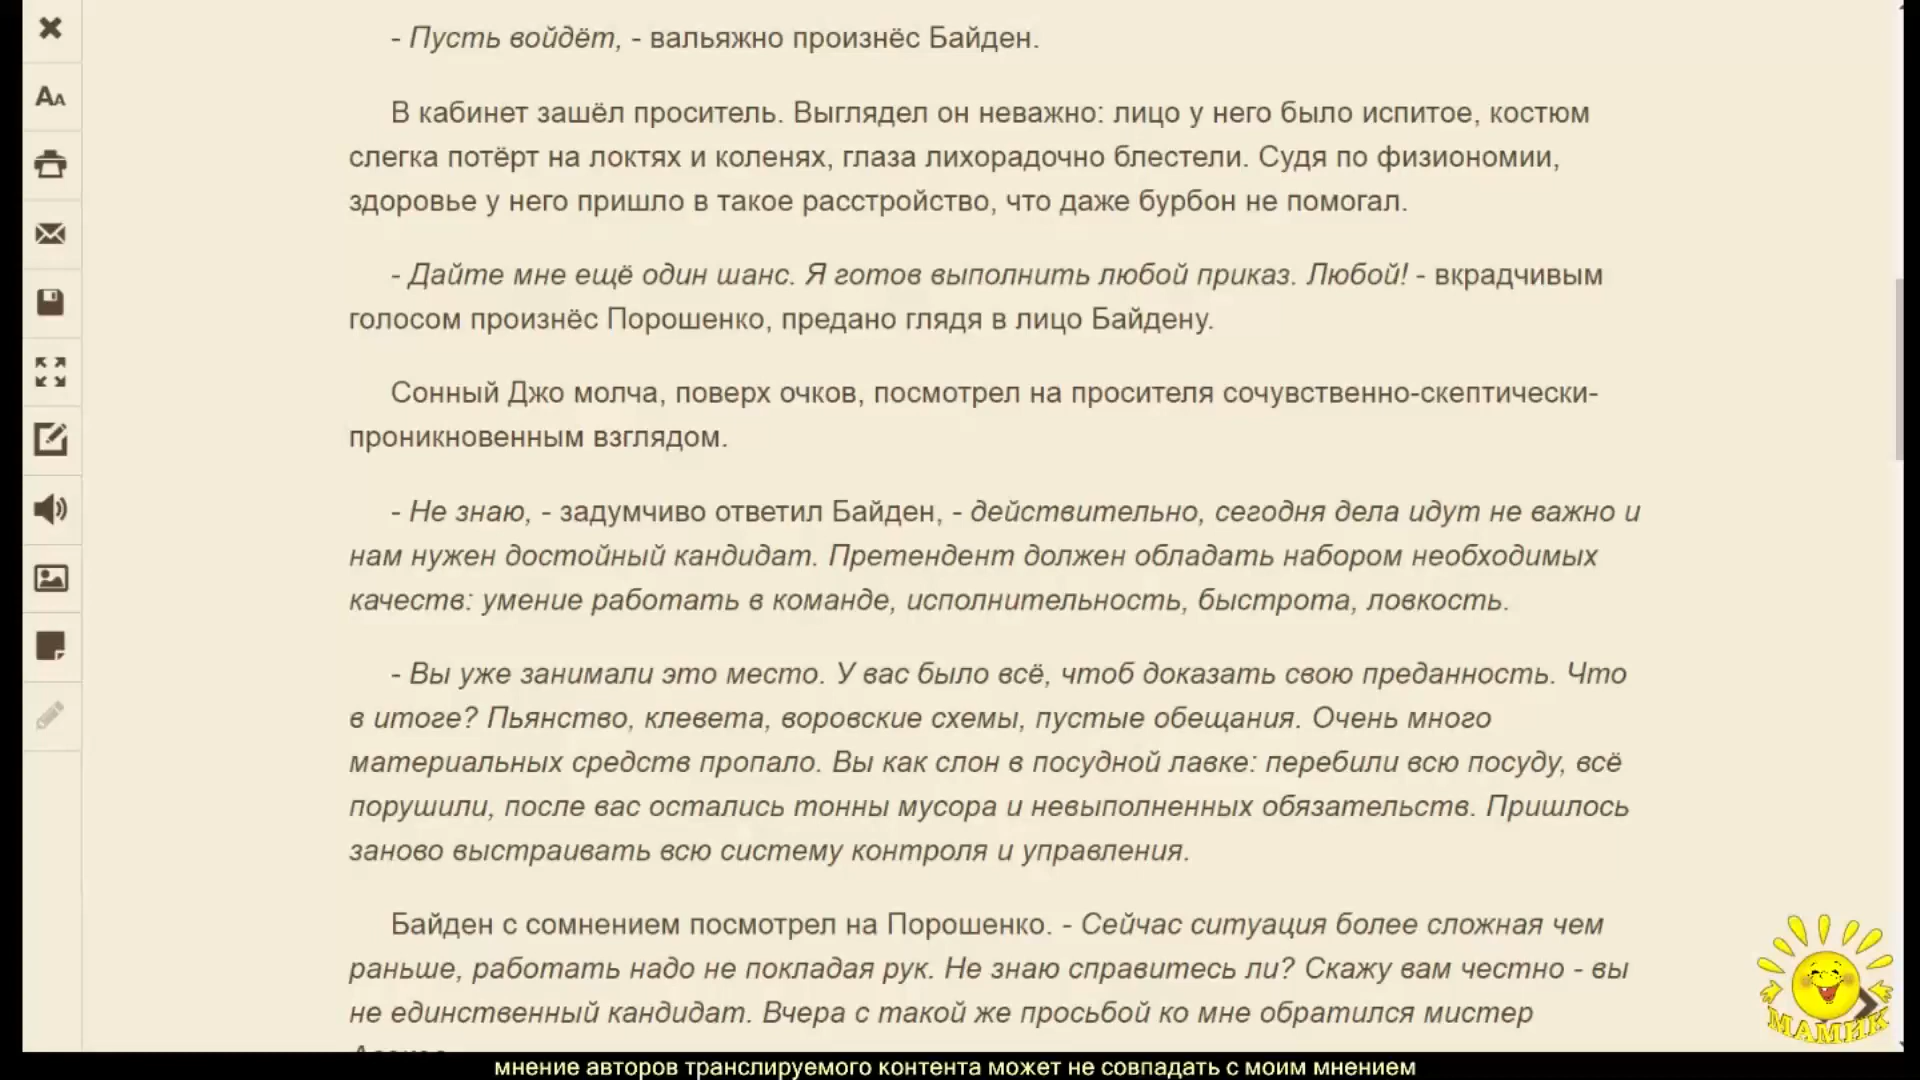 - Пусть войдёт, - вальяжно произнёс Байден.
В кабинет зашёл проситель. Выглядел он неважно: лицо у него было испитое, костюм
слегка потёрт на локтях и коленях, глаза лихорадочно блестели. Судя по физиономии,
здоровье у него пришло в такое расстройство, что даже бурбон не помогал.
- Дайте мне ещё один шанс. Я готов выполнить любой приказ. Любой! - вкрадчивым
голосом произнёс Порошенко, предано глядя в лицо Байдену.
Сонный Джо молча, поверх очков, посмотрел на просителя сочувственно-скептически-
проникновенным взглядом.
- Не знаю, - задумчиво ответил Байден, - действительно, сегодня дела идут не важно и
нам нужен достойный кандидат. Претендент должен обладать набором необходимых
качеств: умение работать в команде, исполнительность, быстрота, ловкость.
- Вы уже занимали это место. У вас было всё, чтоб доказать свою преданность. Что
в итоге? Пьянство, клевета, воровские схемы, пустые обещания. Очень много
материальных средств пропало. Вы как слон в посудной лавке: перебили всю посуду, всё
порушили, после вас остались тонны мусора и невыполненных обязательств. Пришлось
заново выстраивать всю систему контроля и управления.
Байден с сомнением посмотрел на Порошенко. - Сейчас ситуация более сложная чем
раньше, работать надо не покладая рук. Не знаю справитесь ли? Скажу вам честно - вы
не единственный кандидат. Вчера с такой же просьбой ко мне обратился мистер
МАМИК
мнение авторов транслируемого контента может не совпадать с моим мнением